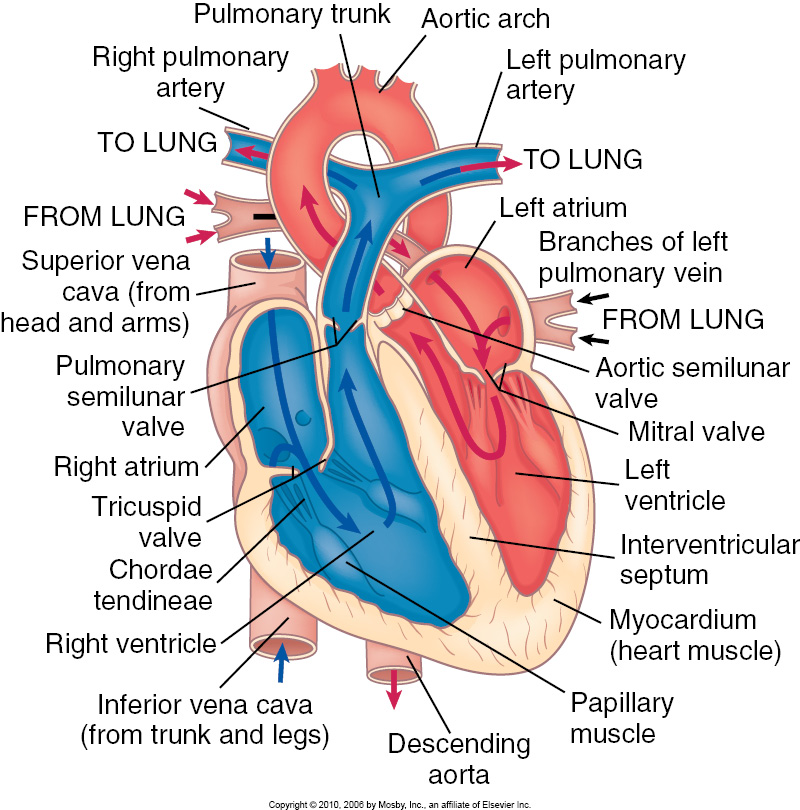 Pulmonary trunk
Aortic arch
Right pulmonary
artery
Left pulmonary
artery
TO LUNG
TO LUNG
FROM LUNG
Left atrium
Branches of left
pulmonary vein
Superior vena
cava (from
head and arms)
FROM LUNG
Pulmonary
semilunar
valve
Aortic semilunar
valve
Mitral valve
Right atrium
Left
ventricle
Tricuspid
valve
Interventricular
septum
Chordae
tendineae
Myocardium
(heart muscle)
Right ventricle
Inferior vena cava
(from trunk and legs)
Papillary
muscle
Descending
aorta
Copyright © 2010, 2006 by Mosby, Inc., an affiliate of Elsevier Inc.